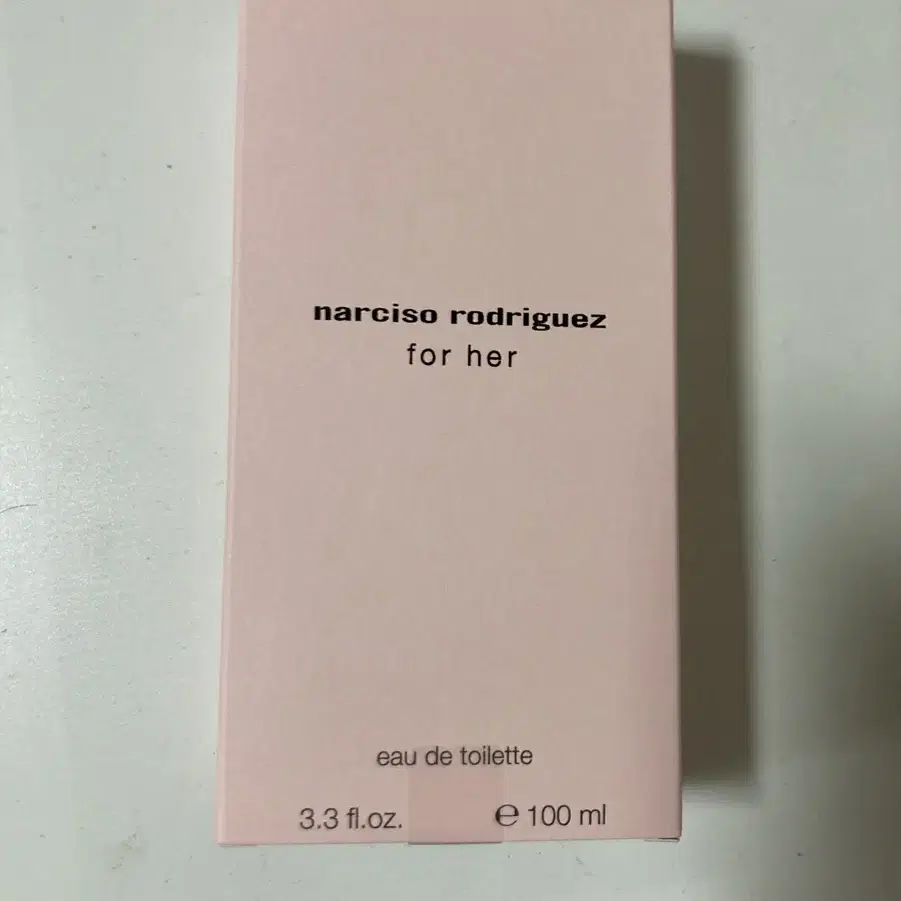 narciso rodriguez
for her
eau de toilette
3.3 fl.oz. ℮ 100 ml